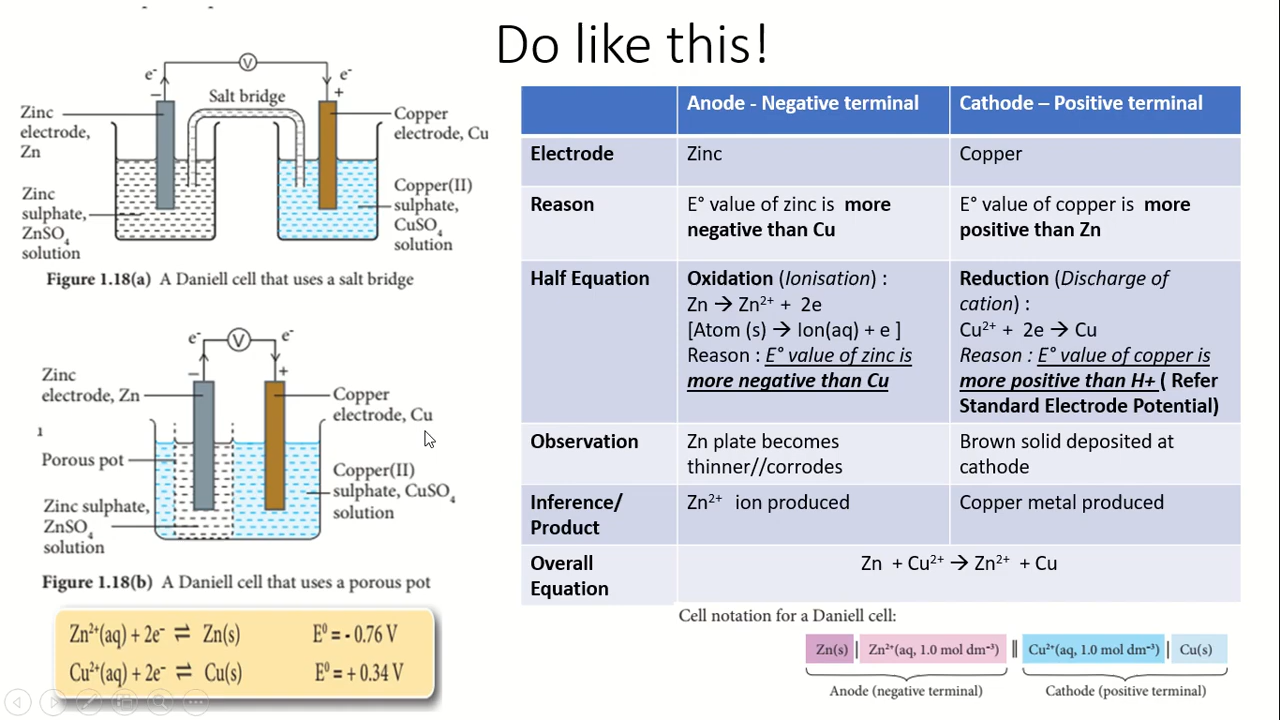 Do like this!
e⁻
V
e⁻
−
Salt bridge
+
Zinc
electrode,
Zn
Copper
electrode, Cu
Zinc
sulphate,
ZnSO₄
solution
Copper(II)
sulphate,
CuSO₄
solution
Figure 1.18(a) A Daniell cell that uses a salt bridge
e⁻
V
e⁻
−
+
Zinc
electrode, Zn
Copper
electrode, Cu
1
Porous pot
Copper(II)
sulphate, CuSO₄
solution
Zinc sulphate,
ZnSO₄
solution
Figure 1.18(b) A Daniell cell that uses a porous pot
Zn²⁺(aq) + 2e⁻ ⇌ Zn(s) E⁰ = - 0.76 V
Cu²⁺(aq) + 2e⁻ ⇌ Cu(s) E⁰ = + 0.34 V
Anode - Negative terminal
Cathode – Positive terminal
Electrode
Zinc
Copper
Reason
E° value of zinc is more
negative than Cu
E° value of copper is more
positive than Zn
Half Equation
Oxidation (Ionisation) :
Zn → Zn²⁺ + 2e
[Atom (s) → Ion(aq) + e ]
Reason : E° value of zinc is
more negative than Cu
Reduction (Discharge of
cation) :
Cu²⁺ + 2e → Cu
Reason : E° value of copper is
more positive than H+ ( Refer
Standard Electrode Potential)
Observation
Zn plate becomes
thinner//corrodes
Brown solid deposited at
cathode
Inference/
Product
Zn²⁺ ion produced
Copper metal produced
Overall
Equation
Zn + Cu²⁺ → Zn²⁺ + Cu
Cell notation for a Daniell cell:
Zn(s) | Zn²⁺(aq, 1.0 mol dm⁻³) || Cu²⁺(aq, 1.0 mol dm⁻³) | Cu(s)
Anode (negative terminal)
Cathode (positive terminal)